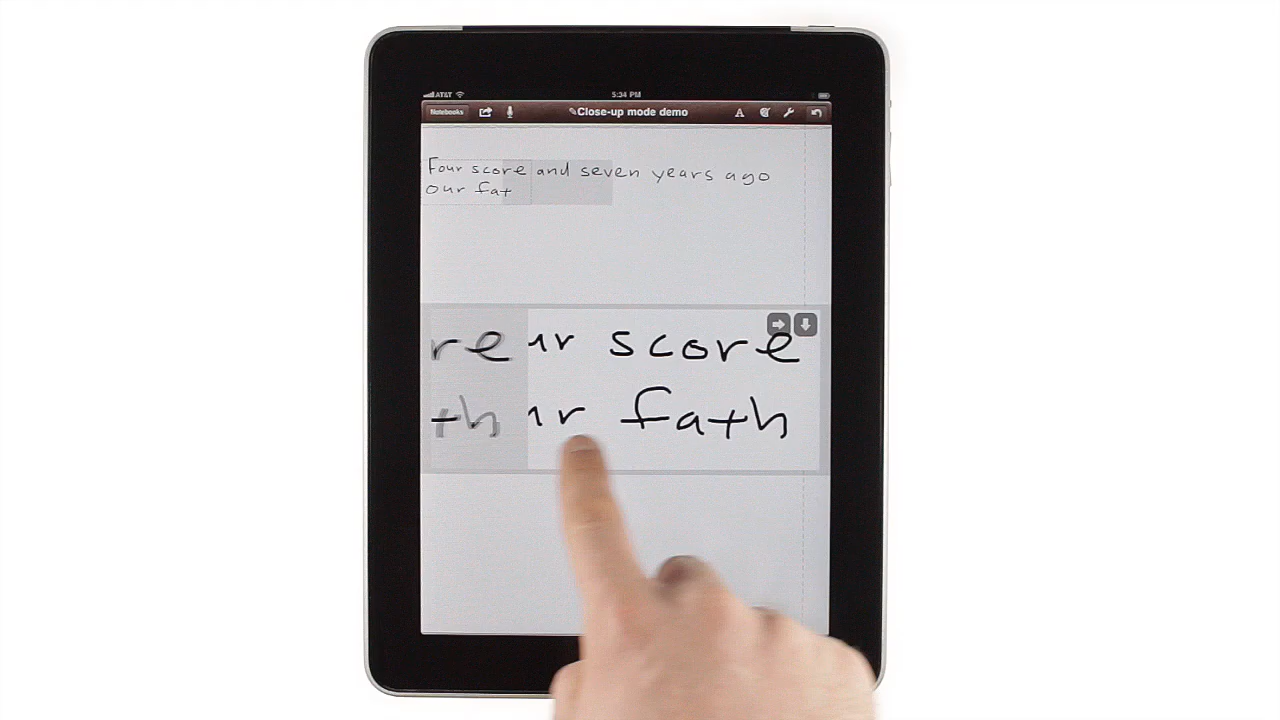 AT&T 5:34 PM
Notebooks Close-up mode demo A
Four score and seven years ago
our fat
re ur score
th ur fath